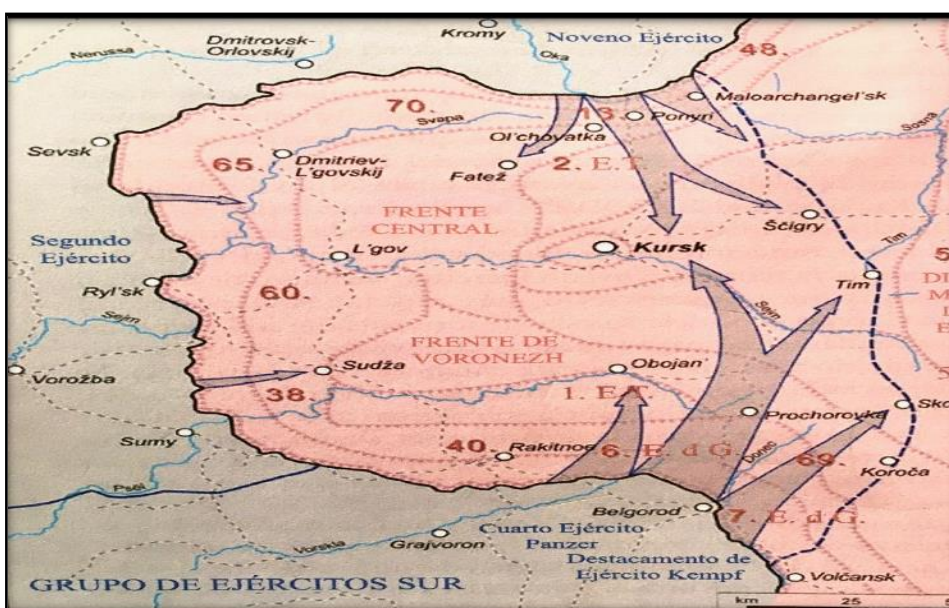 Kromy
Noveno Ejército
Dmitrovsk-
Orlovskij
Nerussa
Oka
48.
70.
Maloarchangel'sk
Svapa
13
Ponyri
Ol'chovatka
Sosna
Sevsk
65.
Dmitriev-
L'govskij
2. E.T.
Fatež
FRENTE
CENTRAL
Ščigry
Segundo
Ejército
L'gov
Kursk
Tim
Ryl'sk
60.
Tim
Sejm
Sejm
FRENTE DE
VORONEZH
Vorožba
Sudža
Obojan
38.
1. E.T.
Prochorovka
Sumy
40.
Rakitnoe
6. E. d G.
69.
Koroča
Donec
Psel
Belgorod
7. E. d G.
Cuarto Ejército
Panzer
Vorskla
Grajvoron
Destacamento de
Ejército Kempf
GRUPO DE EJÉRCITOS SUR
Volčansk
km
25